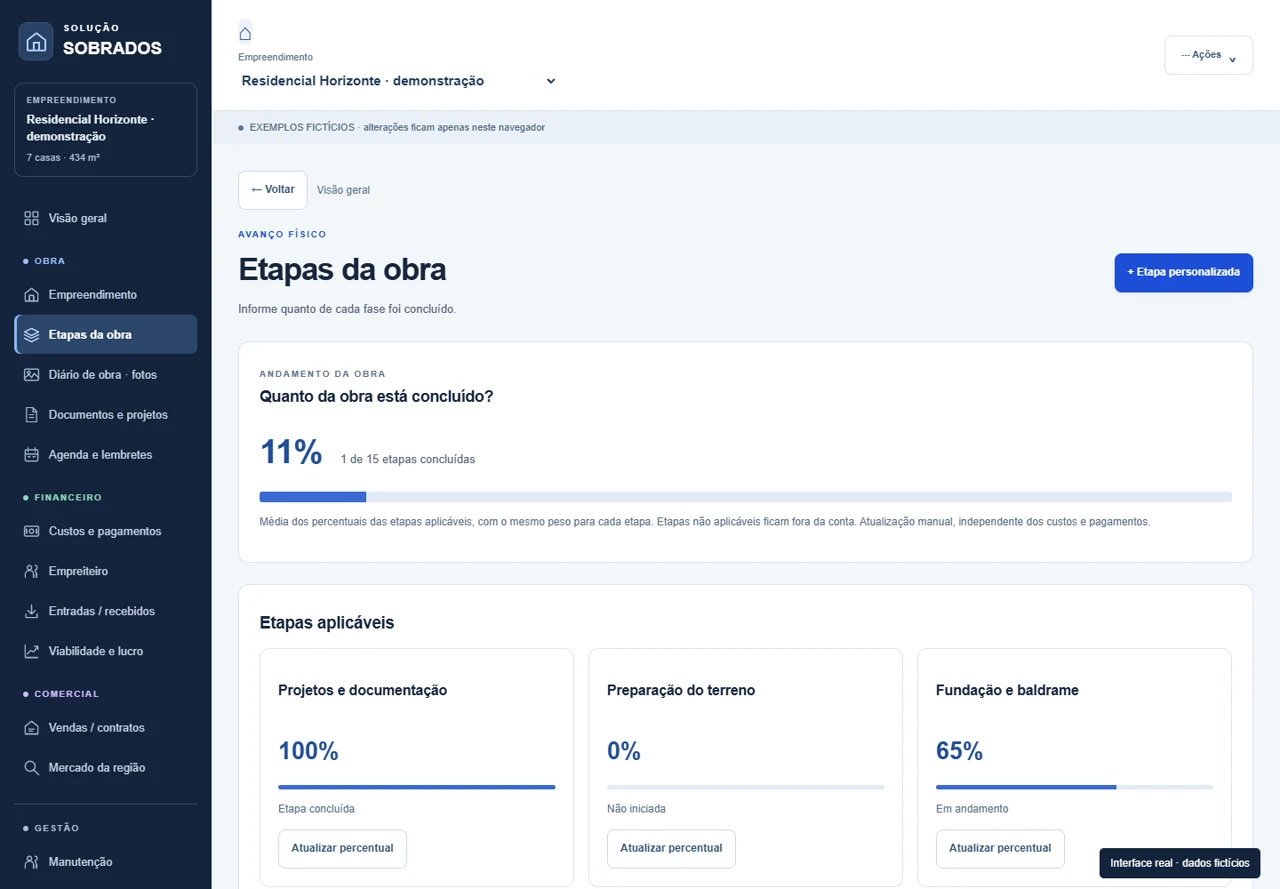 SOLUÇÃO
SOBRADOS
EMPREENDIMENTO
Residencial Horizonte ·
demonstração
7 casas · 434 m²
Visão geral
OBRA
Empreendimento
Etapas da obra
Diário de obra · fotos
Documentos e projetos
Agenda e lembretes
FINANCEIRO
Custos e pagamentos
Empreiteiro
Entradas / recebidos
Viabilidade e lucro
COMERCIAL
Vendas / contratos
Mercado da região
GESTÃO
Manutenção
Empreendimento
Residencial Horizonte · demonstração
··· Ações
EXEMPLOS FICTÍCIOS · alterações ficam apenas neste navegador
← Voltar
Visão geral
AVANÇO FÍSICO
Etapas da obra
+ Etapa personalizada
Informe quanto de cada fase foi concluído.
ANDAMENTO DA OBRA
Quanto da obra está concluído?
11%
1 de 15 etapas concluídas
Média dos percentuais das etapas aplicáveis, com o mesmo peso para cada etapa. Etapas não aplicáveis ficam fora da conta. Atualização manual, independente dos custos e pagamentos.
Etapas aplicáveis
Projetos e documentação
100%
Etapa concluída
Atualizar percentual
Preparação do terreno
0%
Não iniciada
Atualizar percentual
Fundação e baldrame
65%
Em andamento
Atualizar percentual
Interface real · dados fictícios